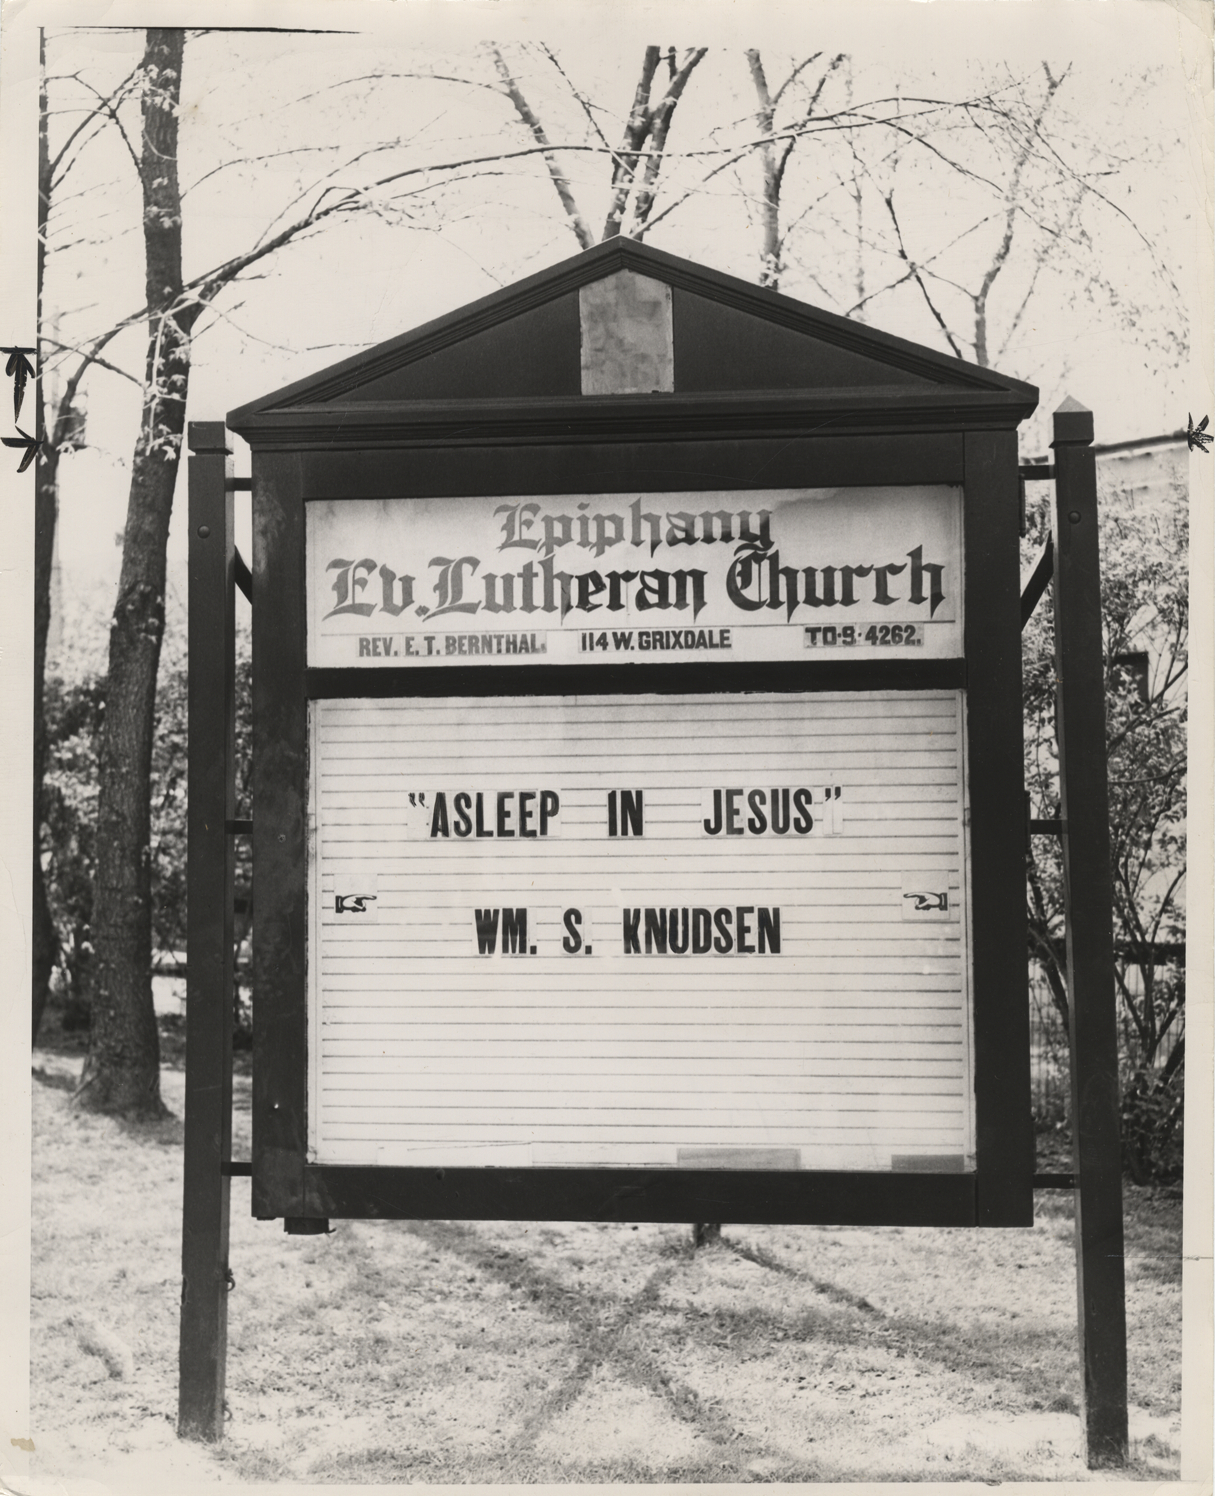 Epiphany
Ev. Lutheran Church
REV. E. T. BERNTHAL. 114 W. GRIXDALE TO·9·4262.
"ASLEEP IN JESUS"
WM. S. KNUDSEN